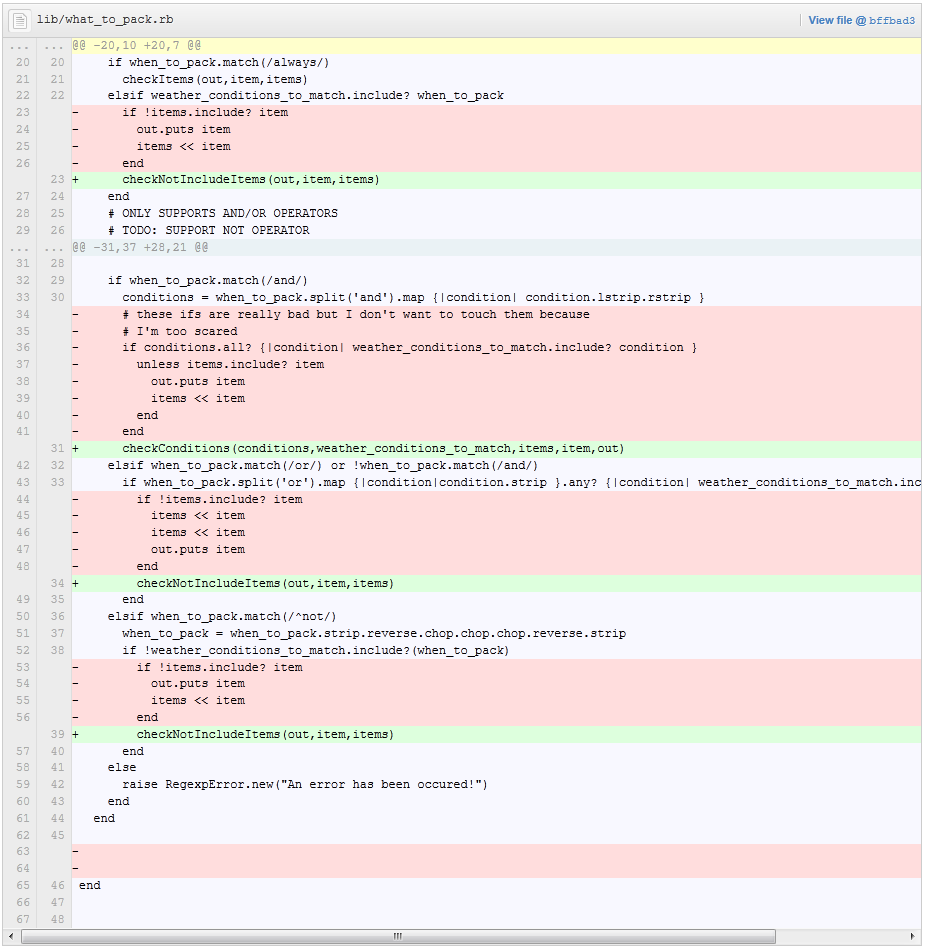 lib/what_to_pack.rb View file @ bffbad3
... ... @@ -20,10 +20,7 @@
20 20 if when_to_pack.match(/always/)
21 21 checkItems(out,item,items)
22 22 elsif weather_conditions_to_match.include? when_to_pack
23 - if !items.include? item
24 - out.puts item
25 - items << item
26 - end
23 + checkNotIncludeItems(out,item,items)
27 24 end
28 25 # ONLY SUPPORTS AND/OR OPERATORS
29 26 # TODO: SUPPORT NOT OPERATOR
... ... @@ -31,37 +28,21 @@
31 28
32 29 if when_to_pack.match(/and/)
33 30 conditions = when_to_pack.split('and').map {|condition| condition.lstrip.rstrip }
34 - # these ifs are really bad but I don't want to touch them because
35 - # I'm too scared
36 - if conditions.all? {|condition| weather_conditions_to_match.include? condition }
37 - unless items.include? item
38 - out.puts item
39 - items << item
40 - end
41 - end
31 + checkConditions(conditions,weather_conditions_to_match,items,item,out)
42 32 elsif when_to_pack.match(/or/) or !when_to_pack.match(/and/)
43 33 if when_to_pack.split('or').map {|condition|condition.strip }.any? {|condition| weather_conditions_to_match.inc
44 - if !items.include? item
45 - items << item
46 - items << item
47 - out.puts item
48 - end
34 + checkNotIncludeItems(out,item,items)
49 35 end
50 36 elsif when_to_pack.match(/^not/)
51 37 when_to_pack = when_to_pack.strip.reverse.chop.chop.chop.reverse.strip
52 38 if !weather_conditions_to_match.include?(when_to_pack)
53 - if !items.include? item
54 - out.puts item
55 - items << item
56 - end
39 + checkNotIncludeItems(out,item,items)
57 40 end
58 41 else
59 42 raise RegexpError.new("An error has been occured!")
60 43 end
61 44 end
62 45
63 -
64 -
65 46 end
66 47
67 48